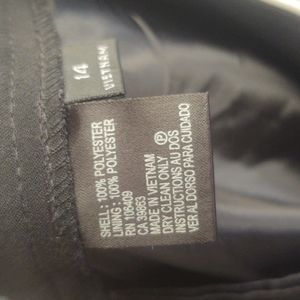 14
VIETNAM
SHELL: 100% POLYESTER
LINING: 100% POLYESTER
RN 106409
CA 39863
MADE IN VIETNAM
DRY CLEAN ONLY Ⓟ
INSTRUCTIONS AU DOS
VER AL DORSO PARA CUIDADO